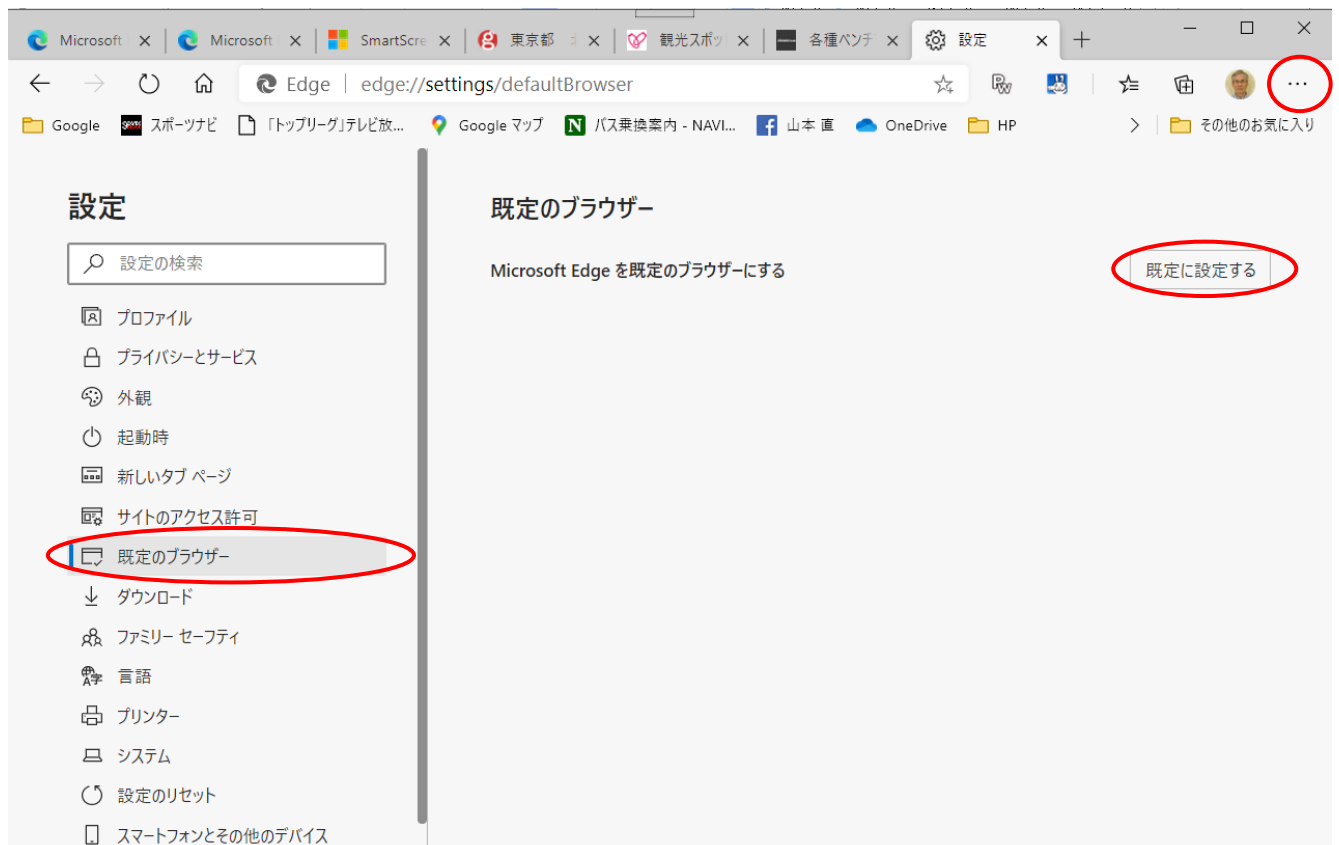 Microsoft
Microsoft
SmartScre
東京都
観光スポッ
各種ベンチ
設定
Edge | edge://settings/defaultBrowser
Google
スポーツナビ
「トップリーグ」テレビ放...
Google マップ
バス乗換案内 - NAVI...
山本 直
OneDrive
HP
その他のお気に入り
設定
既定のブラウザー
設定の検索
Microsoft Edge を既定のブラウザーにする
既定に設定する
プロファイル
プライバシーとサービス
外観
起動時
新しいタブ ページ
サイトのアクセス許可
既定のブラウザー
ダウンロード
ファミリー セーフティ
言語
プリンター
システム
設定のリセット
スマートフォンとその他のデバイス